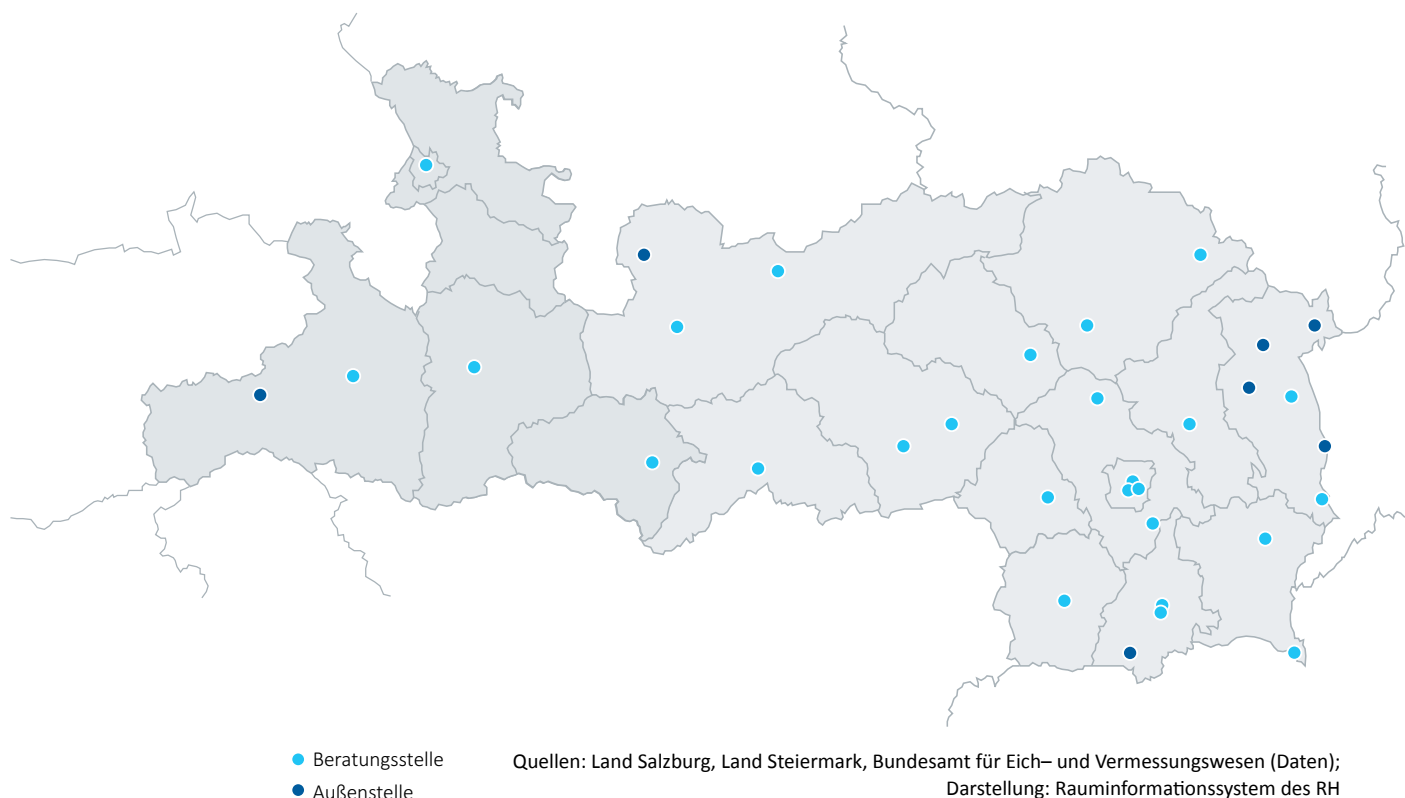 Beratungsstelle
Außenstelle
Quellen: Land Salzburg, Land Steiermark, Bundesamt für Eich– und Vermessungswesen (Daten);
Darstellung: Rauminformationssystem des RH